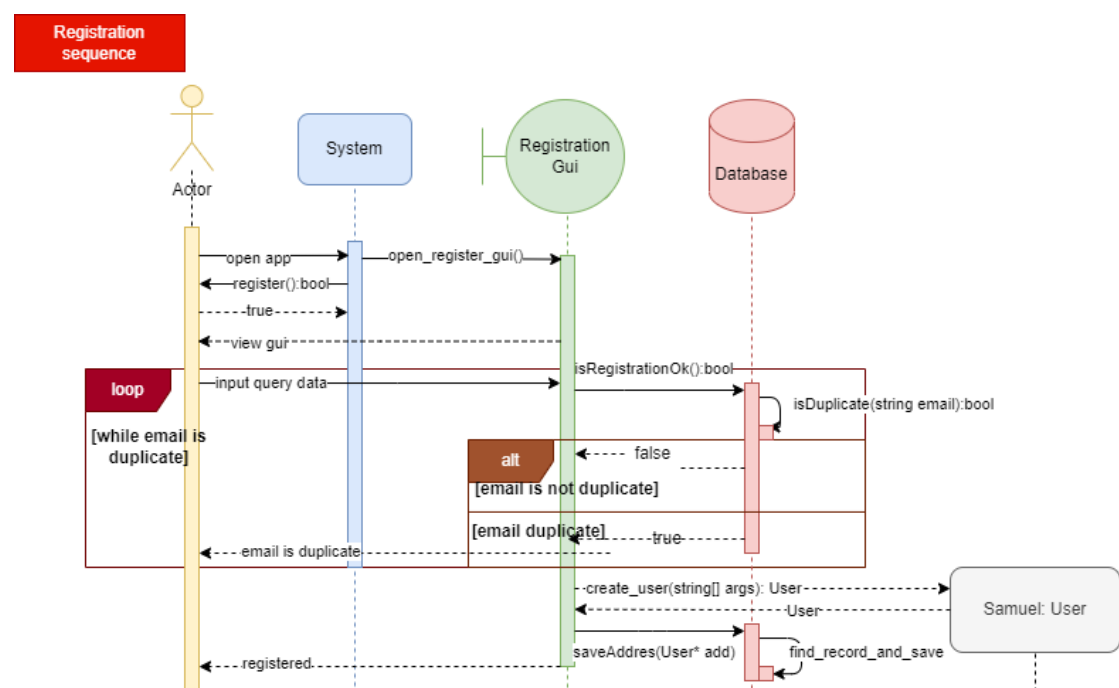 Registration
sequence
Actor
System
Registration
Gui
Database
open app
open_register_gui()
register():bool
true
view gui
loop
input query data
isRegistrationOk():bool
isDuplicate(string email):bool
[while email is
duplicate]
alt
false
[email is not duplicate]
[email duplicate]
true
email is duplicate
create_user(string[] args): User
User
Samuel: User
saveAddres(User* add)
find_record_and_save
registered